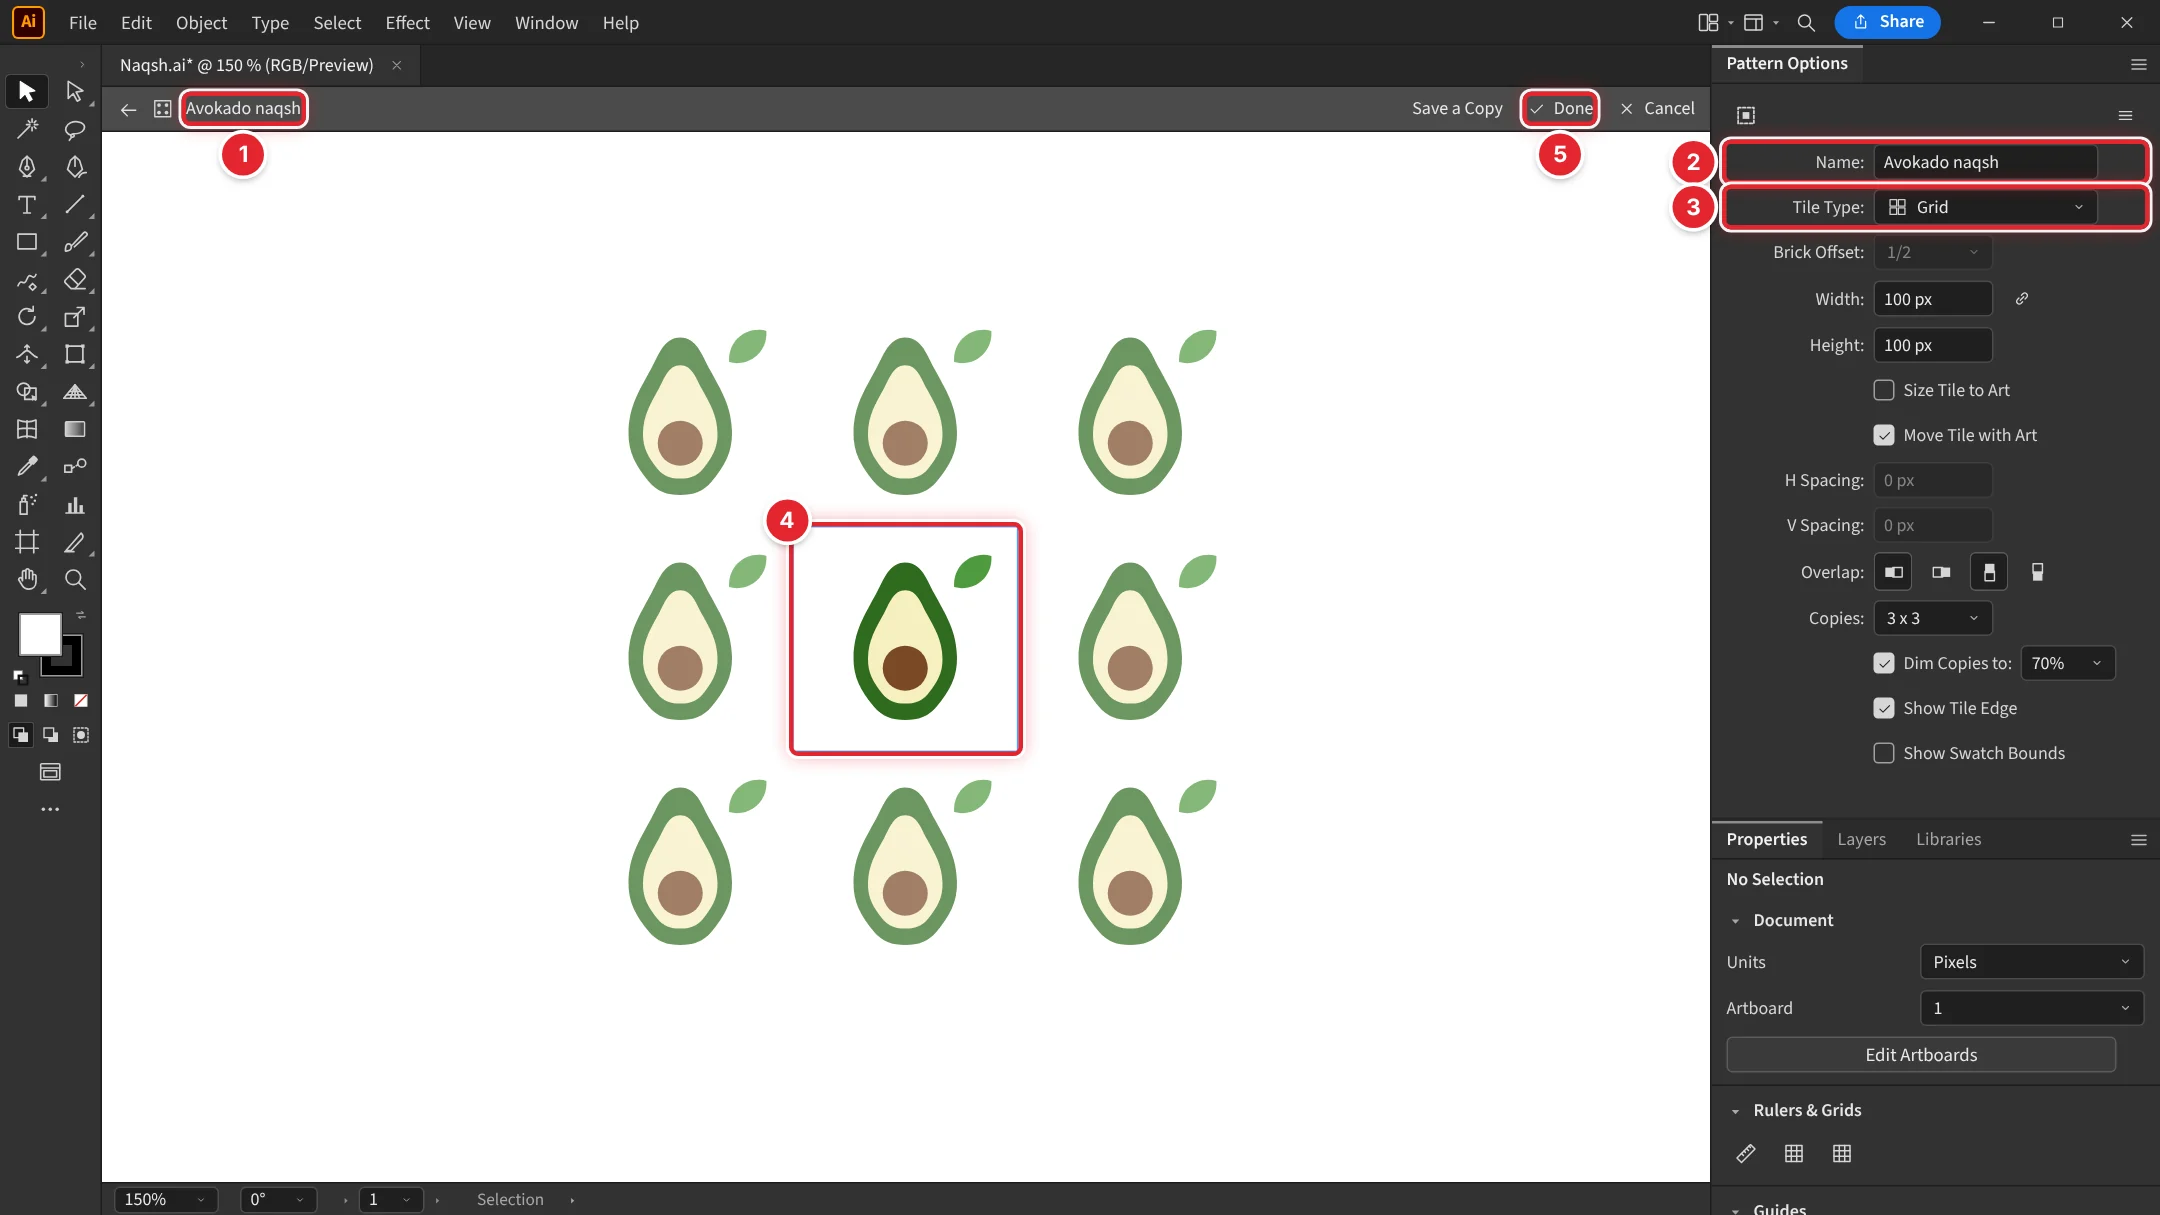 Ai File Edit Object Type Select Effect View Window Help Share
Naqsh.ai* @ 150 % (RGB/Preview)
Avokado naqsh Save a Copy Done Cancel
1
5
4
Pattern Options
2 Name: Avokado naqsh
3 Tile Type: Grid
Brick Offset: 1/2
Width: 100 px
Height: 100 px
Size Tile to Art
Move Tile with Art
H Spacing: 0 px
V Spacing: 0 px
Overlap:
Copies: 3 x 3
Dim Copies to: 70%
Show Tile Edge
Show Swatch Bounds
Properties Layers Libraries
No Selection
Document
Units Pixels
Artboard 1
Edit Artboards
Rulers & Grids
Guides
150% 0° 1 Selection